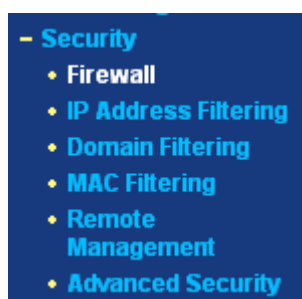 – Security
• Firewall
• IP Address Filtering
• Domain Filtering
• MAC Filtering
• Remote
Management
• Advanced Security